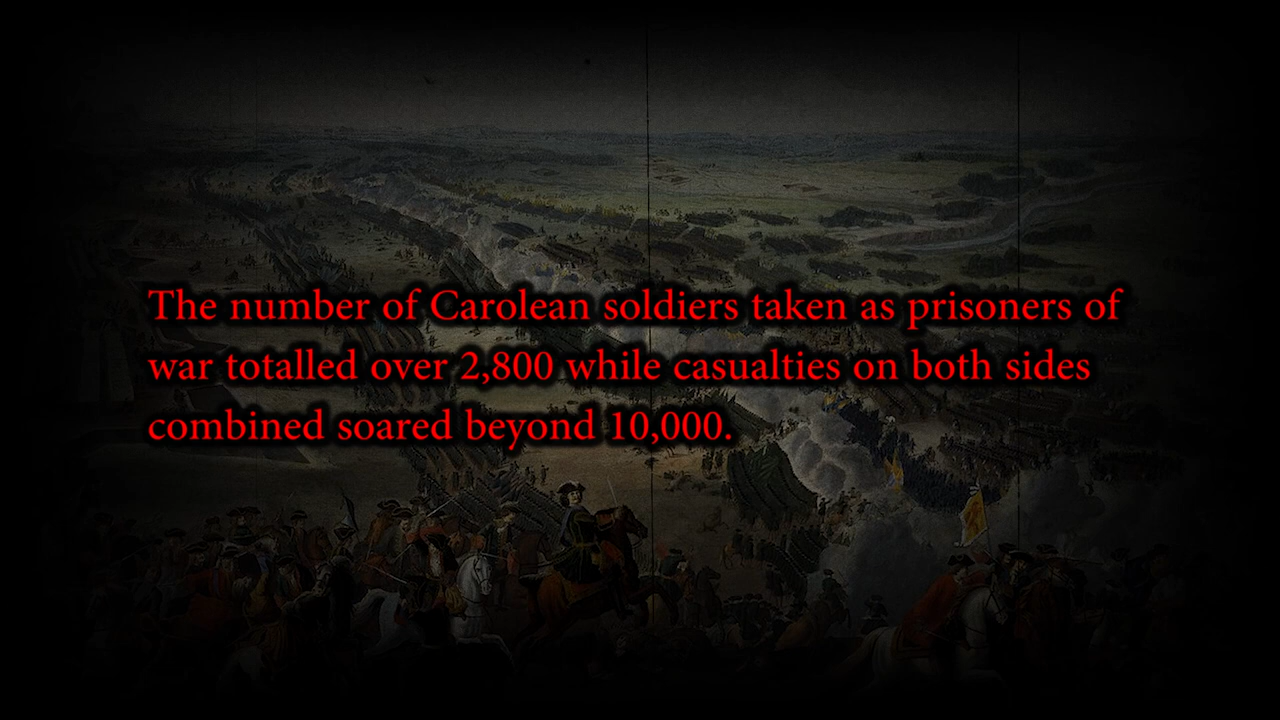 The number of Carolean soldiers taken as prisoners of
war totalled over 2,800 while casualties on both sides
combined soared beyond 10,000.